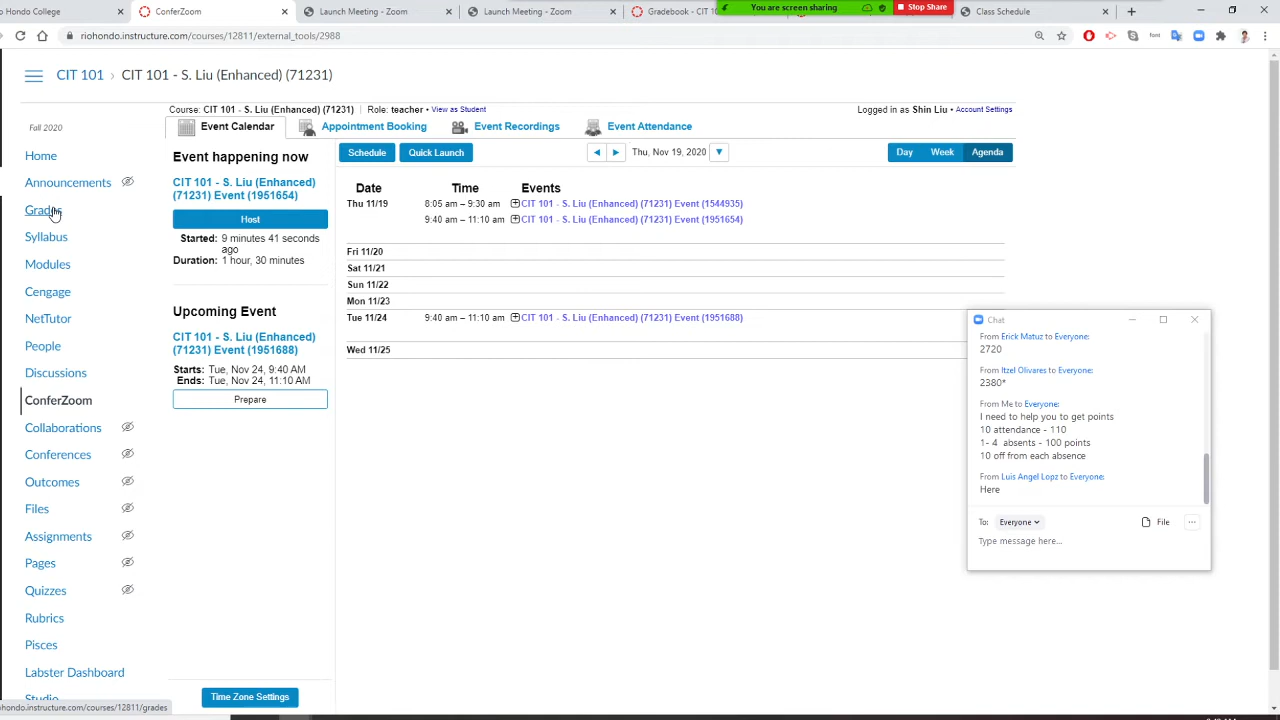 o Hondo College
ConferZoom
Launch Meeting - Zoom
Launch Meeting - Zoom
Gradebook - CIT 10
You are screen sharing
Stop Share
Class Schedule
riohondo.instructure.com/courses/12811/external_tools/2988
CIT 101 › CIT 101 - S. Liu (Enhanced) (71231)
Fall 2020
Home
Announcements
Grades
Syllabus
Modules
Cengage
NetTutor
People
Discussions
ConferZoom
Collaborations
Conferences
Outcomes
Files
Assignments
Pages
Quizzes
Rubrics
Pisces
Labster Dashboard
Studio
ohondo.instructure.com/courses/12811/grades
Course: CIT 101 - S. Liu (Enhanced) (71231) | Role: teacher • View as Student
Logged in as Shin Liu • Account Settings
Event Calendar
Appointment Booking
Event Recordings
Event Attendance
Event happening now
CIT 101 - S. Liu (Enhanced)
(71231) Event (1951654)
Host
Started: 9 minutes 41 seconds
ago
Duration: 1 hour, 30 minutes
Upcoming Event
CIT 101 - S. Liu (Enhanced)
(71231) Event (1951688)
Starts: Tue, Nov 24, 9:40 AM
Ends: Tue, Nov 24, 11:10 AM
Prepare
Time Zone Settings
Schedule
Quick Launch
Thu, Nov 19, 2020
Day
Week
Agenda
Date Time Events
Thu 11/19 8:05 am – 9:30 am CIT 101 - S. Liu (Enhanced) (71231) Event (1544935)
9:40 am – 11:10 am CIT 101 - S. Liu (Enhanced) (71231) Event (1951654)
Fri 11/20
Sat 11/21
Sun 11/22
Mon 11/23
Tue 11/24 9:40 am – 11:10 am CIT 101 - S. Liu (Enhanced) (71231) Event (1951688)
Wed 11/25
Chat
From Erick Matuz to Everyone:
2720
From Itzel Olivares to Everyone:
2380*
From Me to Everyone:
I need to help you to get points
10 attendance - 110
1- 4 absents - 100 points
10 off from each absence
From Luis Angel Lopz to Everyone:
Here
To: Everyone
File
Type message here...